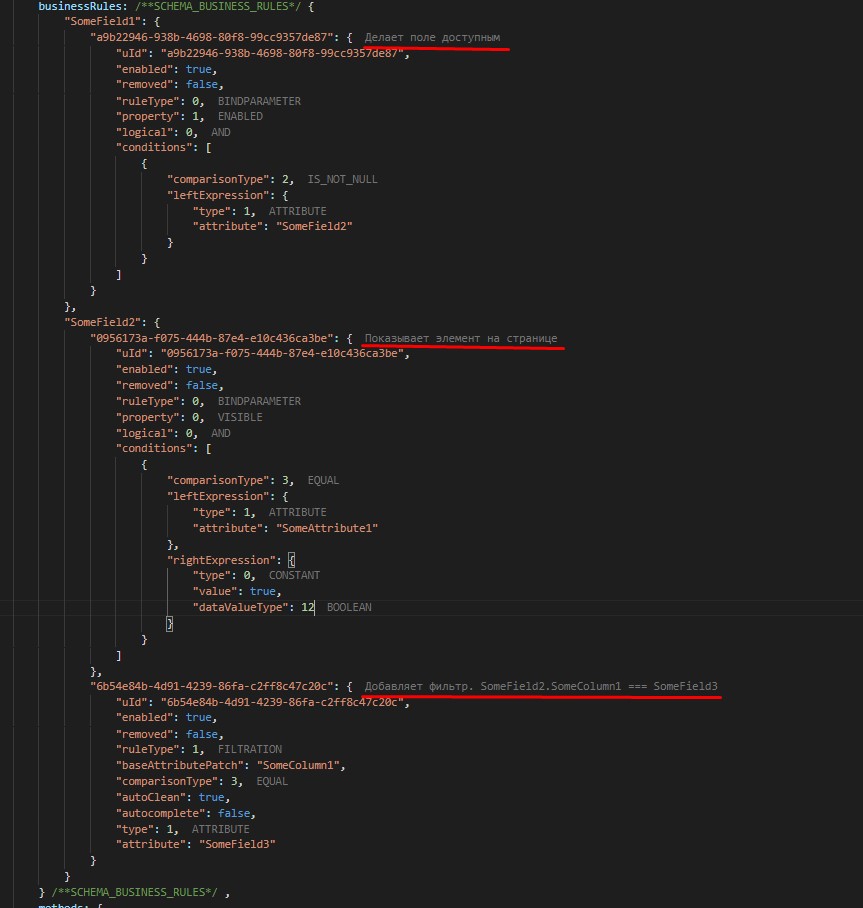 businessRules: /**SCHEMA_BUSINESS_RULES*/ {
"SomeField1": {
"a9b22946-938b-4698-80f8-99cc9357de87": { Делает поле доступным
"uId": "a9b22946-938b-4698-80f8-99cc9357de87",
"enabled": true,
"removed": false,
"ruleType": 0, BINDPARAMETER
"property": 1, ENABLED
"logical": 0, AND
"conditions": [
{
"comparisonType": 2, IS_NOT_NULL
"leftExpression": {
"type": 1, ATTRIBUTE
"attribute": "SomeField2"
}
}
]
}
},
"SomeField2": {
"0956173a-f075-444b-87e4-e10c436ca3be": { Показывает элемент на странице
"uId": "0956173a-f075-444b-87e4-e10c436ca3be",
"enabled": true,
"removed": false,
"ruleType": 0, BINDPARAMETER
"property": 0, VISIBLE
"logical": 0, AND
"conditions": [
{
"comparisonType": 3, EQUAL
"leftExpression": {
"type": 1, ATTRIBUTE
"attribute": "SomeAttribute1"
},
"rightExpression": {
"type": 0, CONSTANT
"value": true,
"dataValueType": 12 BOOLEAN
}
}
]
},
"6b54e84b-4d91-4239-86fa-c2ff8c47c20c": { Добавляет фильтр. SomeField2.SomeColumn1 === SomeField3
"uId": "6b54e84b-4d91-4239-86fa-c2ff8c47c20c",
"enabled": true,
"removed": false,
"ruleType": 1, FILTRATION
"baseAttributePatch": "SomeColumn1",
"comparisonType": 3, EQUAL
"autoClean": true,
"autocomplete": false,
"type": 1, ATTRIBUTE
"attribute": "SomeField3"
}
}
} /**SCHEMA_BUSINESS_RULES*/ ,
methods: {